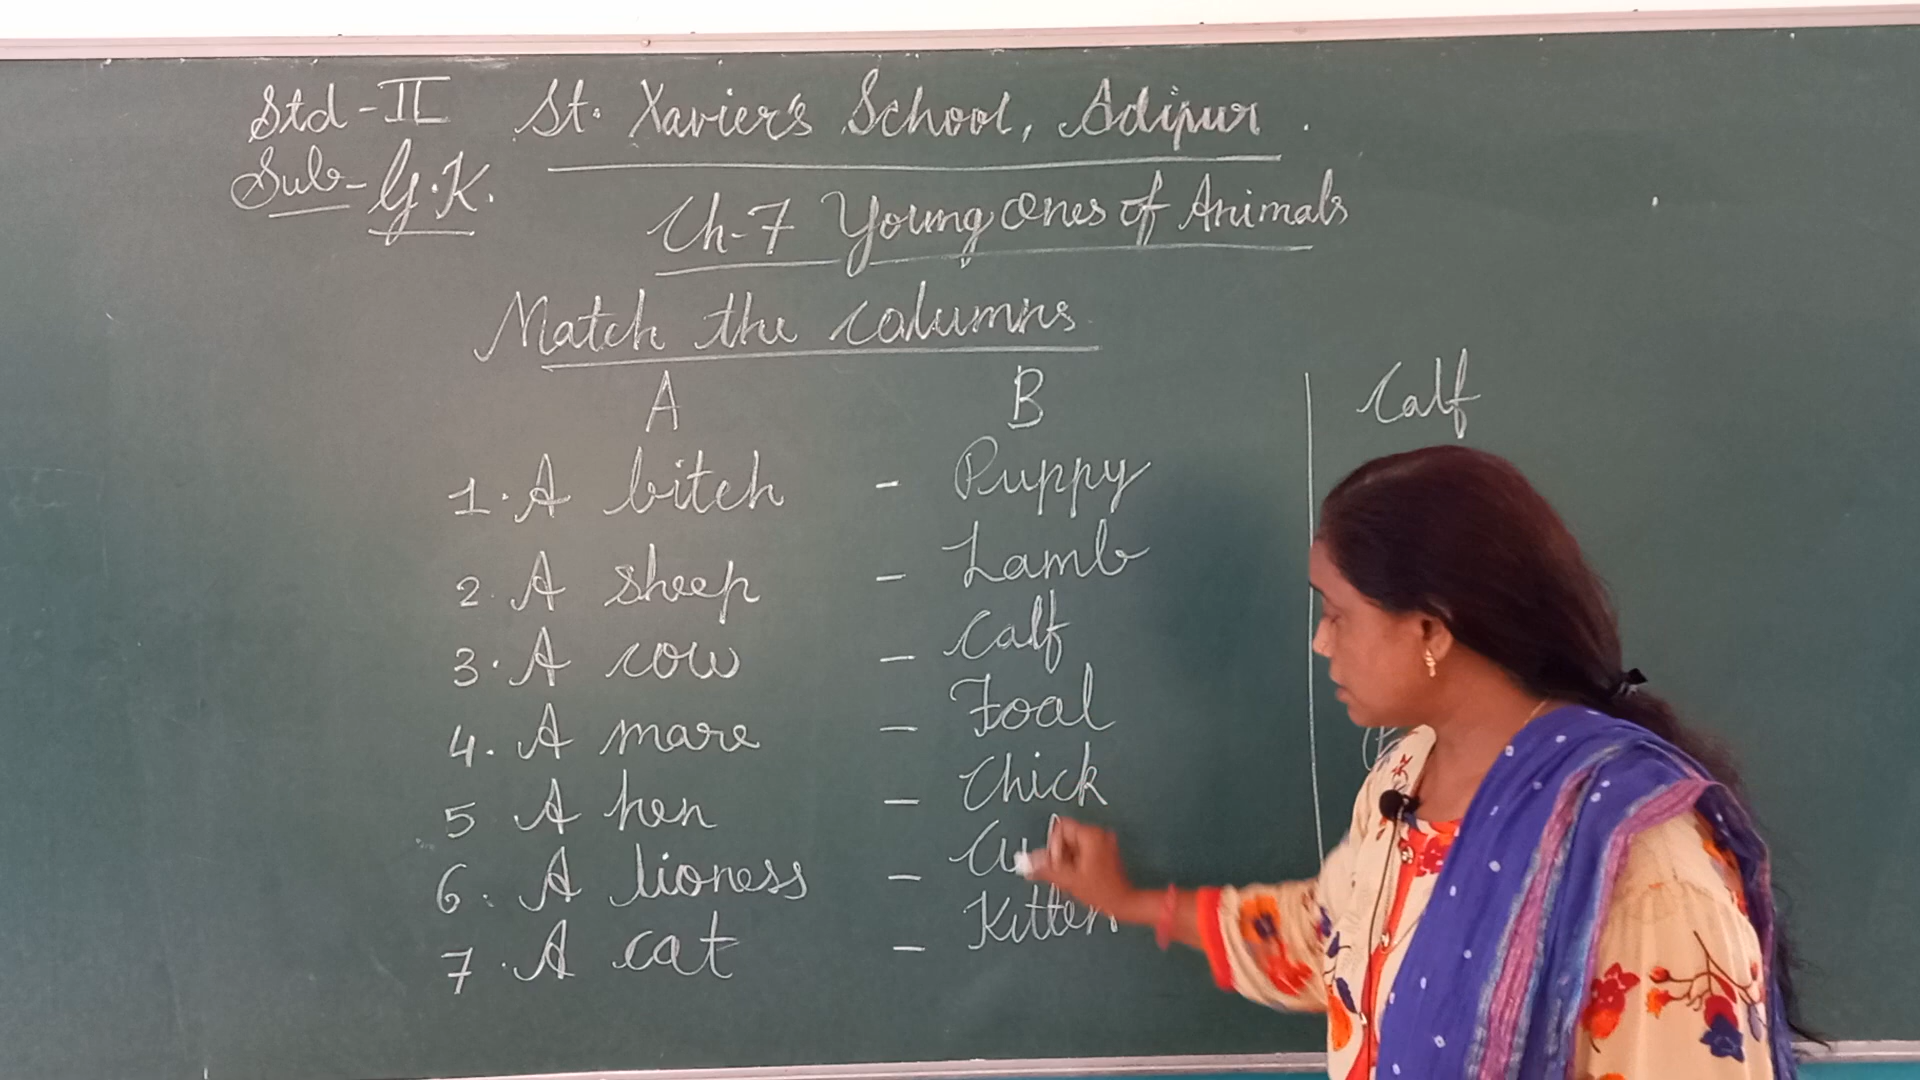 Std - II St. Xavier's School, Adipur.
Sub - G.K.
Ch-7 Young Ones of Animals
Match the columns
A B
1. A bitch - Puppy
2. A sheep - Lamb
3. A cow - Calf
4. A mare - Foal
5 A hen - Chick
6. A lioness - Cub
7. A cat - Kitten
Calf